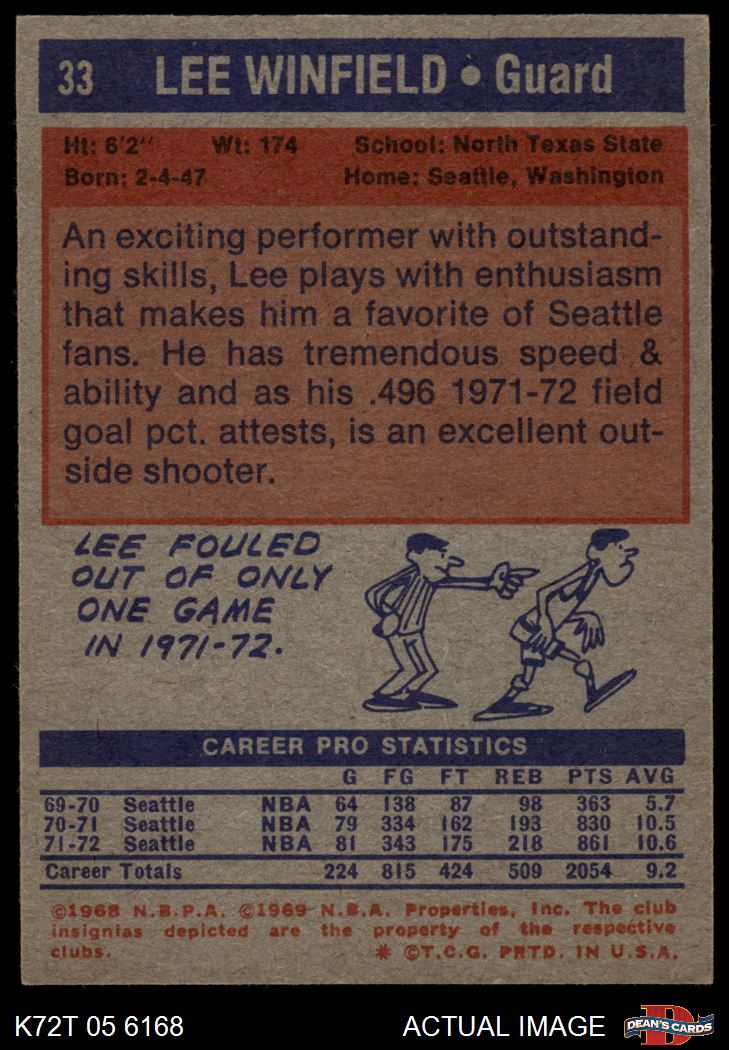 33 LEE WINFIELD • Guard
Ht: 6'2" Wt: 174 School: North Texas State
Born: 2-4-47 Home: Seattle, Washington
An exciting performer with outstand-
ing skills, Lee plays with enthusiasm
that makes him a favorite of Seattle
fans. He has tremendous speed &
ability and as his .496 1971-72 field
goal pct. attests, is an excellent out-
side shooter.
LEE FOULED
OUT OF ONLY
ONE GAME
IN 1971-72.
CAREER PRO STATISTICS
G FG FT REB PTS AVG
69-70 Seattle NBA 64 138 87 98 363 5.7
70-71 Seattle NBA 79 334 162 193 830 10.5
71-72 Seattle NBA 81 343 175 218 861 10.6
Career Totals 224 815 424 509 2054 9.2
©1968 N.B.P.A. ©1969 N.B.A. Properties, Inc. The club
insignias depicted are the property of the respective
clubs. * ©T.C.G. PRTD. IN U.S.A.
K72T 05 6168 ACTUAL IMAGE DEAN'S CARDS